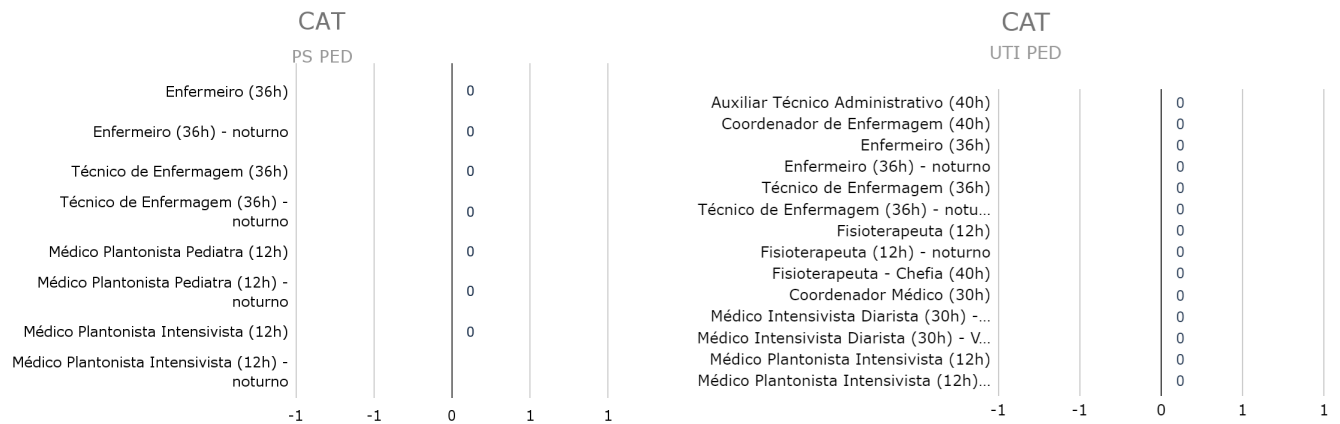 CAT
PS PED
Enfermeiro (36h) 0
Enfermeiro (36h) - noturno 0
Técnico de Enfermagem (36h) 0
Técnico de Enfermagem (36h) -
noturno 0
Médico Plantonista Pediatra (12h) 0
Médico Plantonista Pediatra (12h) -
noturno 0
Médico Plantonista Intensivista (12h) 0
Médico Plantonista Intensivista (12h) -
noturno
-1 -1 0 1 1
CAT
UTI PED
Auxiliar Técnico Administrativo (40h) 0
Coordenador de Enfermagem (40h) 0
Enfermeiro (36h) 0
Enfermeiro (36h) - noturno 0
Técnico de Enfermagem (36h) 0
Técnico de Enfermagem (36h) - notu... 0
Fisioterapeuta (12h) 0
Fisioterapeuta (12h) - noturno 0
Fisioterapeuta - Chefia (40h) 0
Coordenador Médico (30h) 0
Médico Intensivista Diarista (30h) -... 0
Médico Intensivista Diarista (30h) - V... 0
Médico Plantonista Intensivista (12h) 0
Médico Plantonista Intensivista (12h)... 0
-1 -1 0 1 1